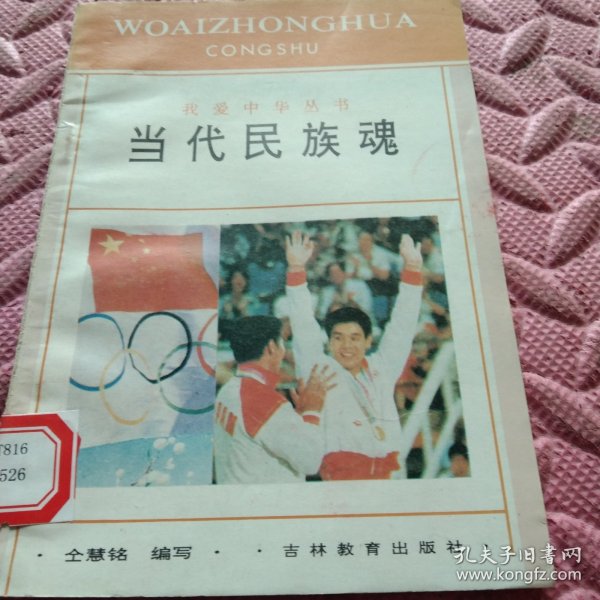 WOAIZHONGHUA
CONGSHU
我爱中华丛书
当代民族魂
T816
526
·仝慧铭 编写· ·吉林教育出版社·
孔夫子旧书网
www.kongfz.com